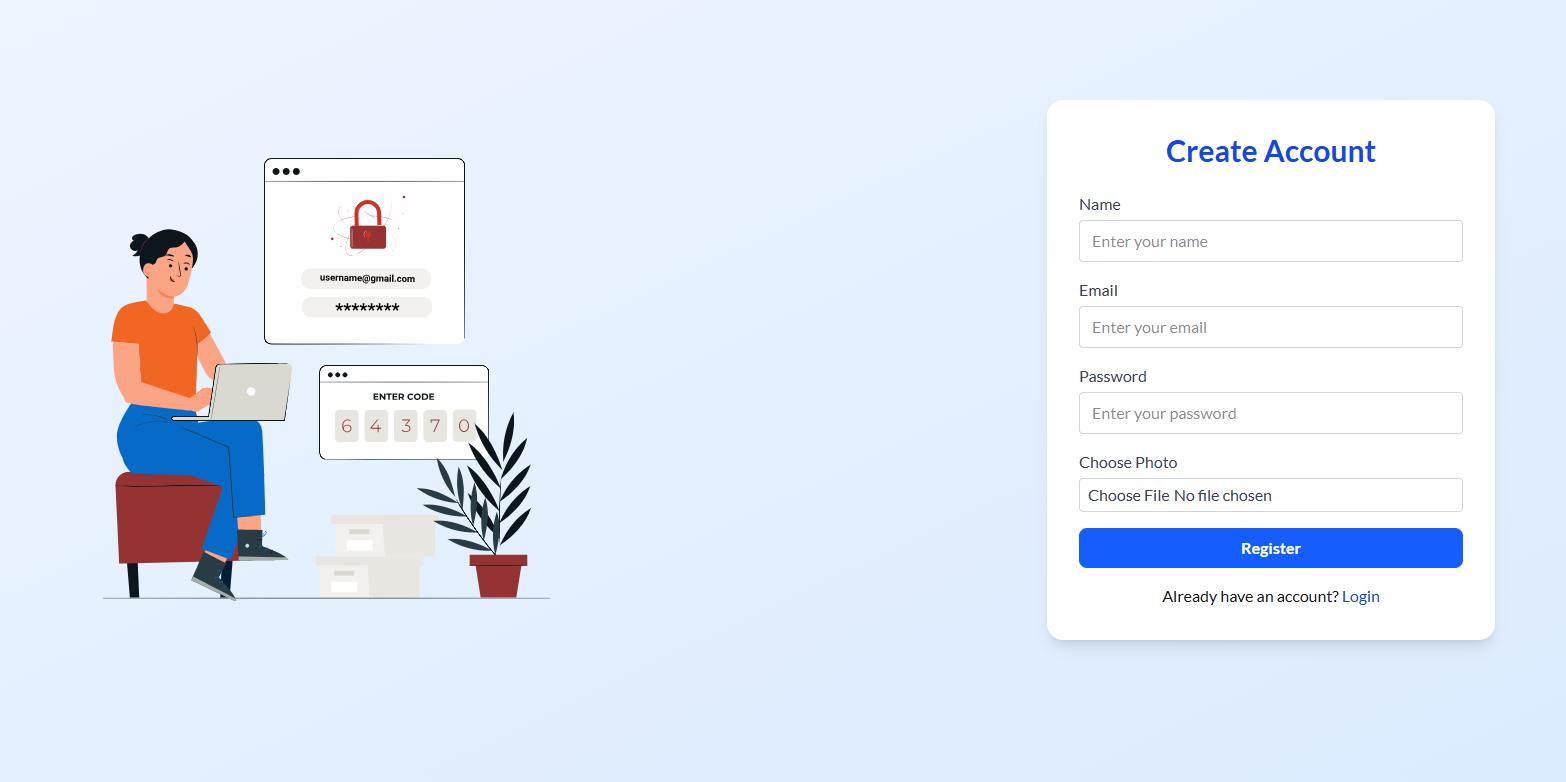 username@gmail.com
********
ENTER CODE
6 4 3 7 0
Create Account
Name
Enter your name
Email
Enter your email
Password
Enter your password
Choose Photo
Choose File No file chosen
Register
Already have an account? Login